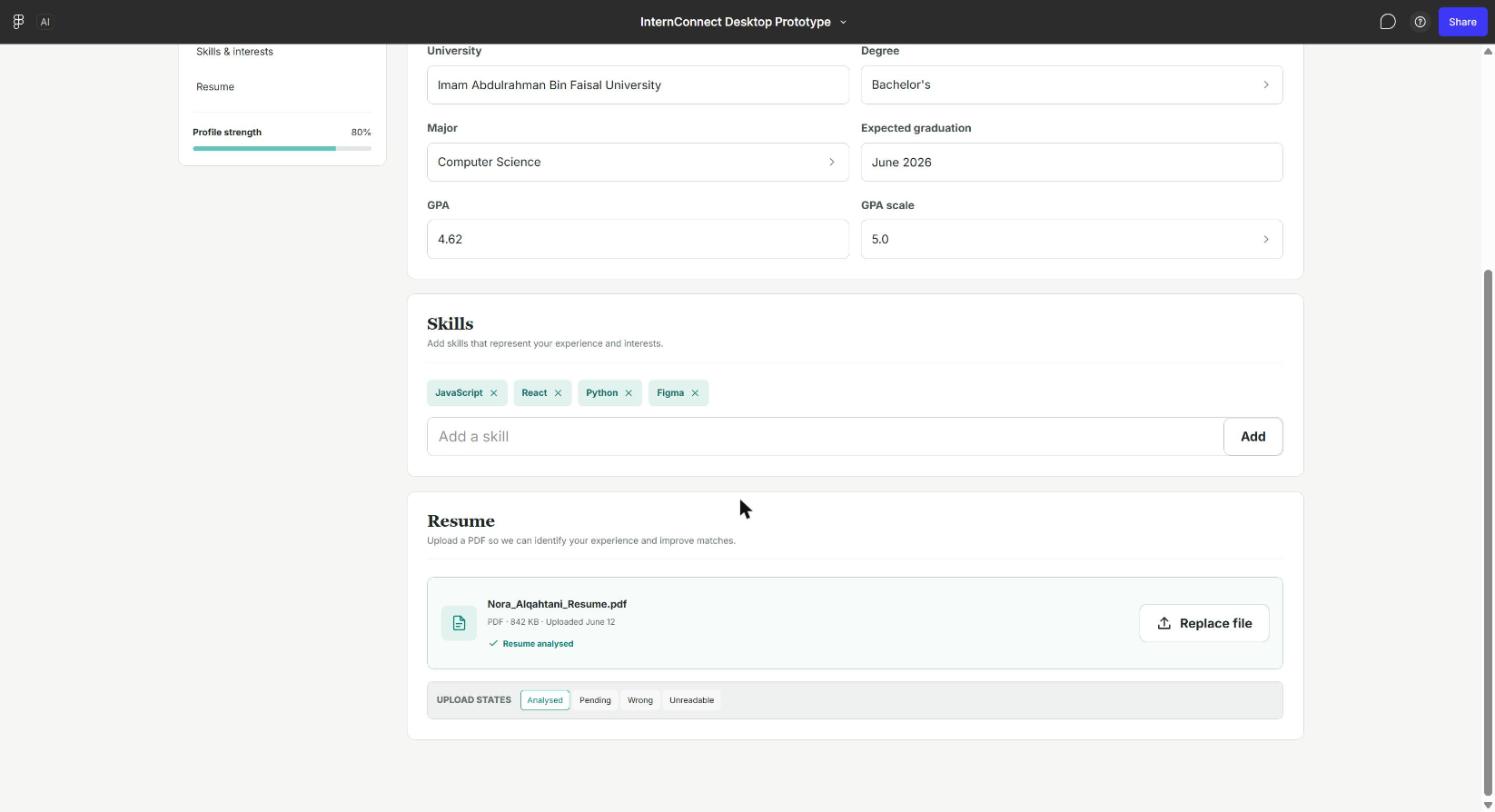 AI
InternConnect Desktop Prototype
Share
Skills & interests
Resume
Profile strength 80%
University
Imam Abdulrahman Bin Faisal University
Degree
Bachelor's
Major
Computer Science
Expected graduation
June 2026
GPA
4.62
GPA scale
5.0
Skills
Add skills that represent your experience and interests.
JavaScript React Python Figma
Add a skill
Add
Resume
Upload a PDF so we can identify your experience and improve matches.
Nora_Alqahtani_Resume.pdf
PDF · 842 KB · Uploaded June 12
Resume analysed
Replace file
UPLOAD STATES Analysed Pending Wrong Unreadable